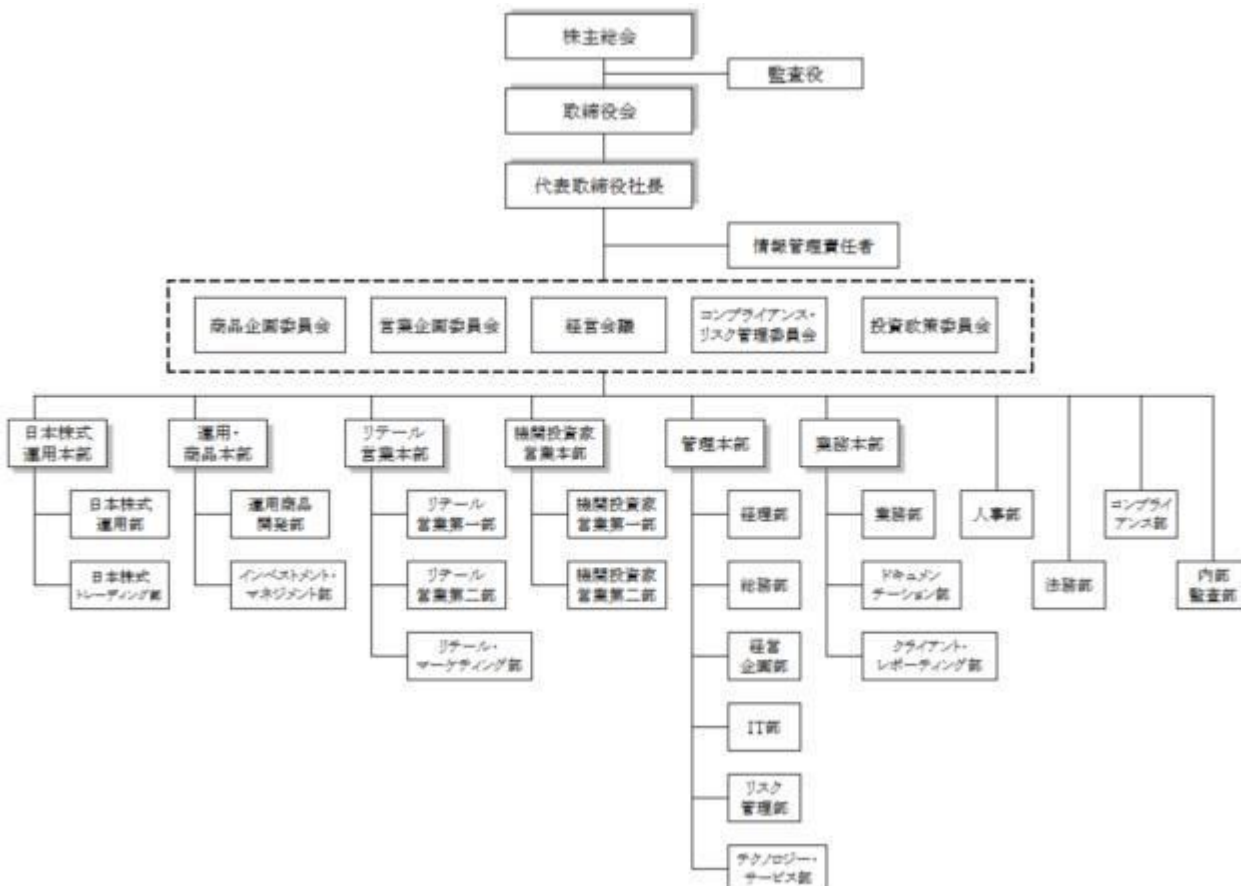 株主総会
監査役
取締役会
代表取締役社長
情報管理責任者
商品企画委員会
営業企画委員会
経営会議
コンプライアンス・
リスク管理委員会
投資政策委員会
日本株式
運用本部
運用・
商品本部
リテール
営業本部
機関投資家
営業本部
管理本部
業務本部
日本株式
運用部
運用商品
開発部
リテール
営業第一部
機関投資家
営業第一部
経理部
業務部
人事部
コンプライ
アンス部
日本株式
トレーディング部
インベストメント・
マネジメント部
リテール
営業第二部
機関投資家
営業第二部
総務部
ドキュメン
テーション部
法務部
内部
監査部
リテール・
マーケティング部
経営
企画部
クライアント・
レポーティング部
IT部
リスク
管理部
テクノロジー・
サービス部